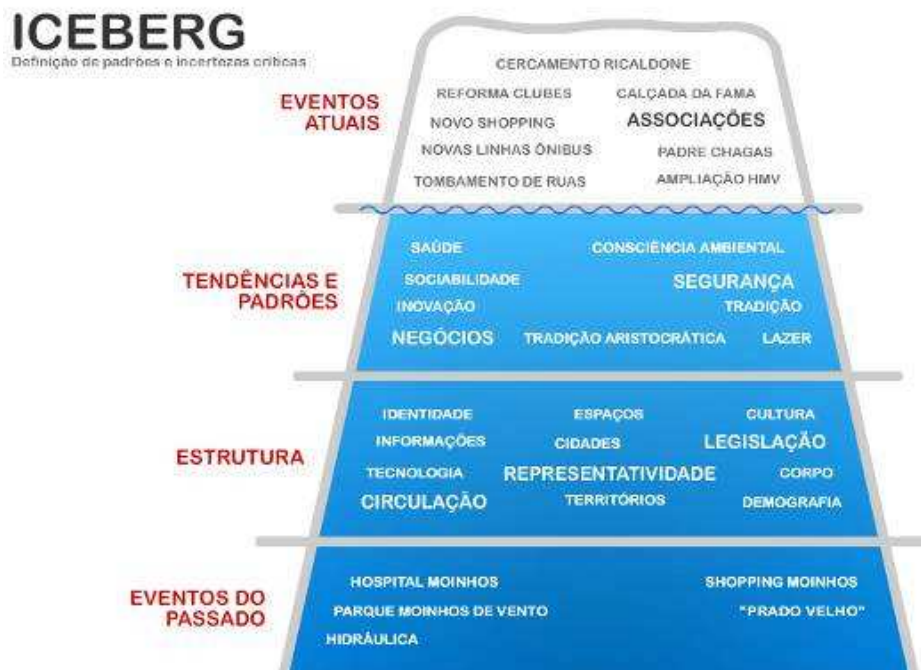 ICEBERG
Definição de padrões e incertezas críticas
EVENTOS
ATUAIS
CERCAMENTO RICALDONE
REFORMA CLUBES CALÇADA DA FAMA
NOVO SHOPPING ASSOCIAÇÕES
NOVAS LINHAS ÔNIBUS PADRE CHAGAS
TOMBAMENTO DE RUAS AMPLIAÇÃO HMV
TENDÊNCIAS E
PADRÕES
SAÚDE CONSCIÊNCIA AMBIENTAL
SOCIABILIDADE SEGURANÇA
INOVAÇÃO TRADIÇÃO
NEGÓCIOS TRADIÇÃO ARISTOCRÁTICA LAZER
ESTRUTURA
IDENTIDADE ESPAÇOS CULTURA
INFORMAÇÕES CIDADES LEGISLAÇÃO
TECNOLOGIA REPRESENTATIVIDADE CORPO
CIRCULAÇÃO TERRITÓRIOS DEMOGRAFIA
EVENTOS DO
PASSADO
HOSPITAL MOINHOS SHOPPING MOINHOS
PARQUE MOINHOS DE VENTO "PRADO VELHO"
HIDRÁULICA